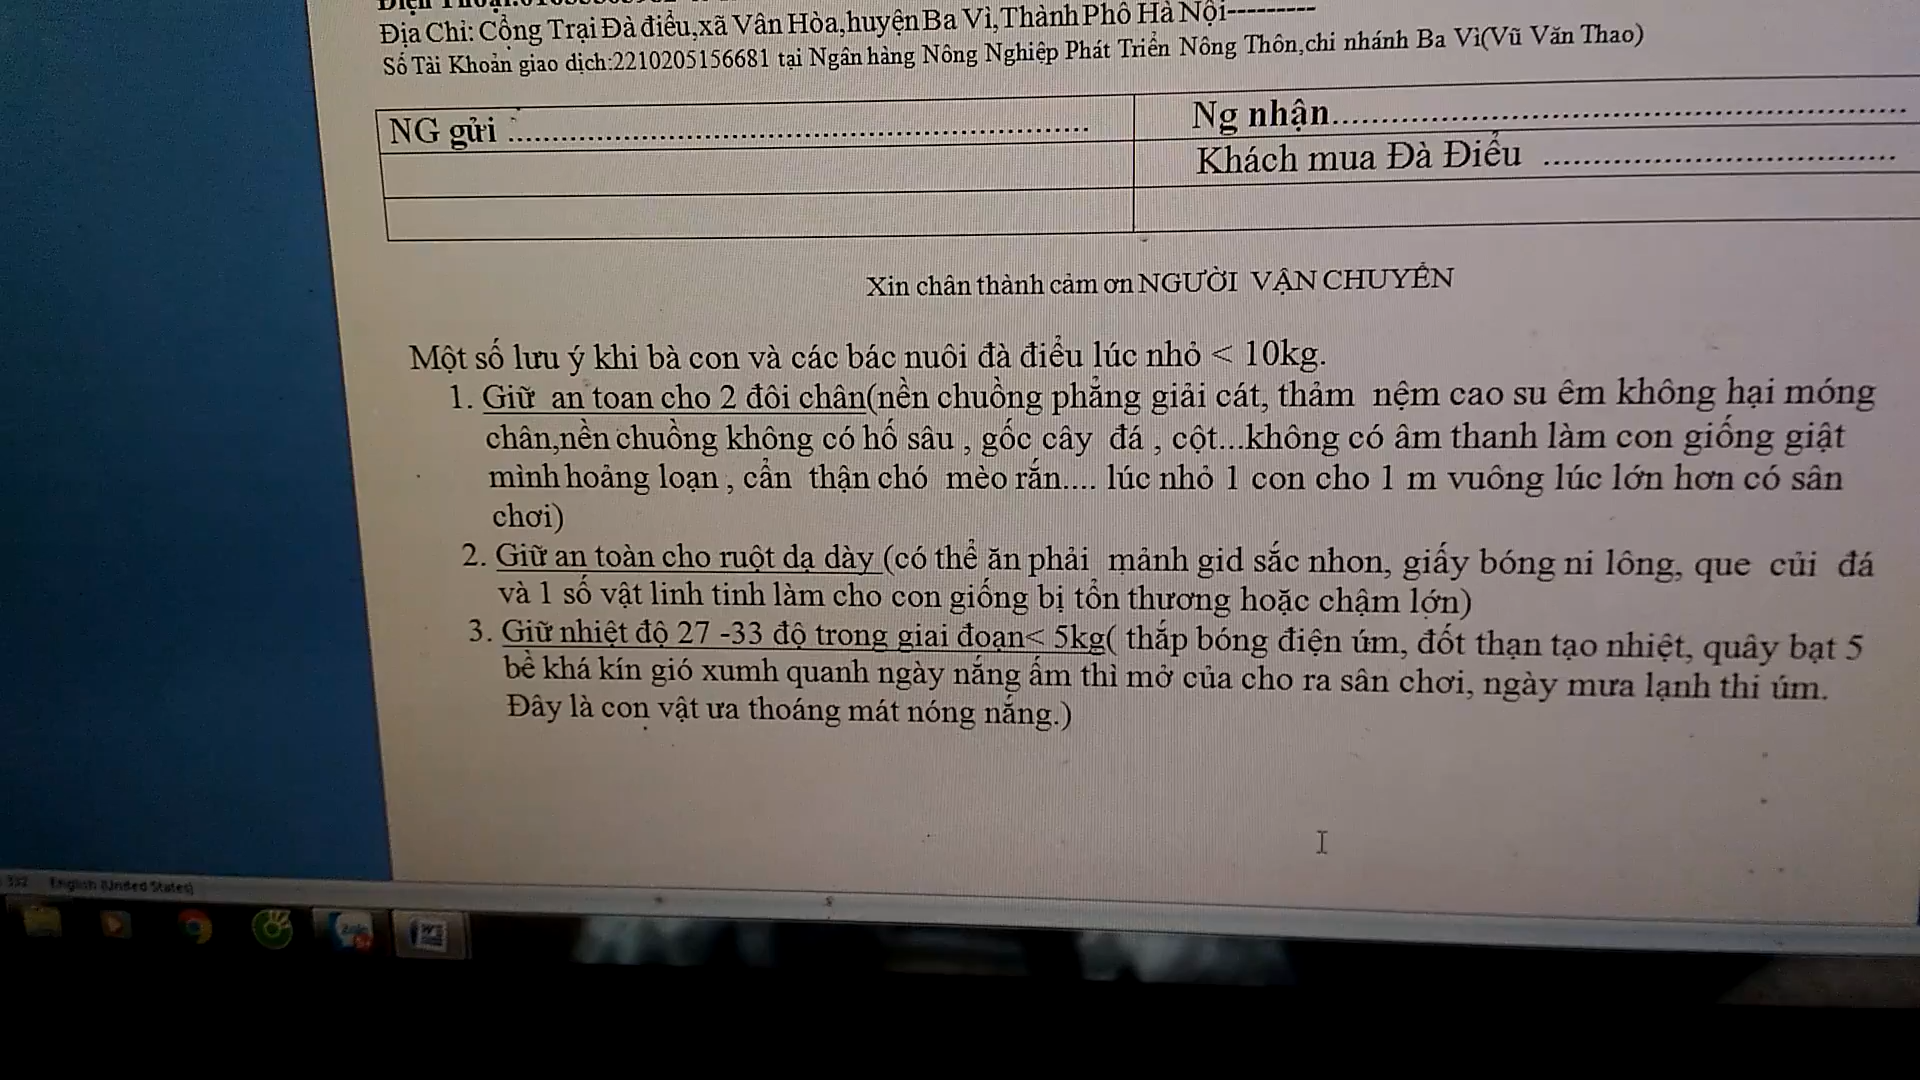 Địa Chỉ: Cổng Trại Đà điểu,xã Vân Hòa,huyện Ba Vì,Thành Phố Hà Nội---------
Số Tài Khoản giao dịch:2210205156681 tại Ngân hàng Nông Nghiệp Phát Triển Nông Thôn,chi nhánh Ba Vì(Vũ Văn Thao)
NG gửi ......................................................................
Ng nhận......................................................................
Khách mua Đà Điểu ..........................................
Xin chân thành cảm ơn NGƯỜI VẬN CHUYỂN
Một số lưu ý khi bà con và các bác nuôi đà điểu lúc nhỏ < 10kg.
1. Giữ an toan cho 2 đôi chân(nền chuồng phẳng giải cát, thảm nệm cao su êm không hại móng
chân,nền chuồng không có hố sâu , gốc cây đá , cột...không có âm thanh làm con giống giật
mình hoảng loạn , cẩn thận chó mèo rắn.... lúc nhỏ 1 con cho 1 m vuông lúc lớn hơn có sân
chơi)
2. Giữ an toàn cho ruột dạ dày (có thể ăn phải mảnh gid sắc nhon, giấy bóng ni lông, que củi đá
và 1 số vật linh tinh làm cho con giống bị tổn thương hoặc chậm lớn)
3. Giữ nhiệt độ 27 -33 độ trong giai đoạn< 5kg( thắp bóng điện úm, đốt thạn tạo nhiệt, quây bạt 5
bề khá kín gió xumh quanh ngày nắng ấm thì mở của cho ra sân chơi, ngày mưa lạnh thi úm.
Đây là con vật ưa thoáng mát nóng nắng.)
English (United States)